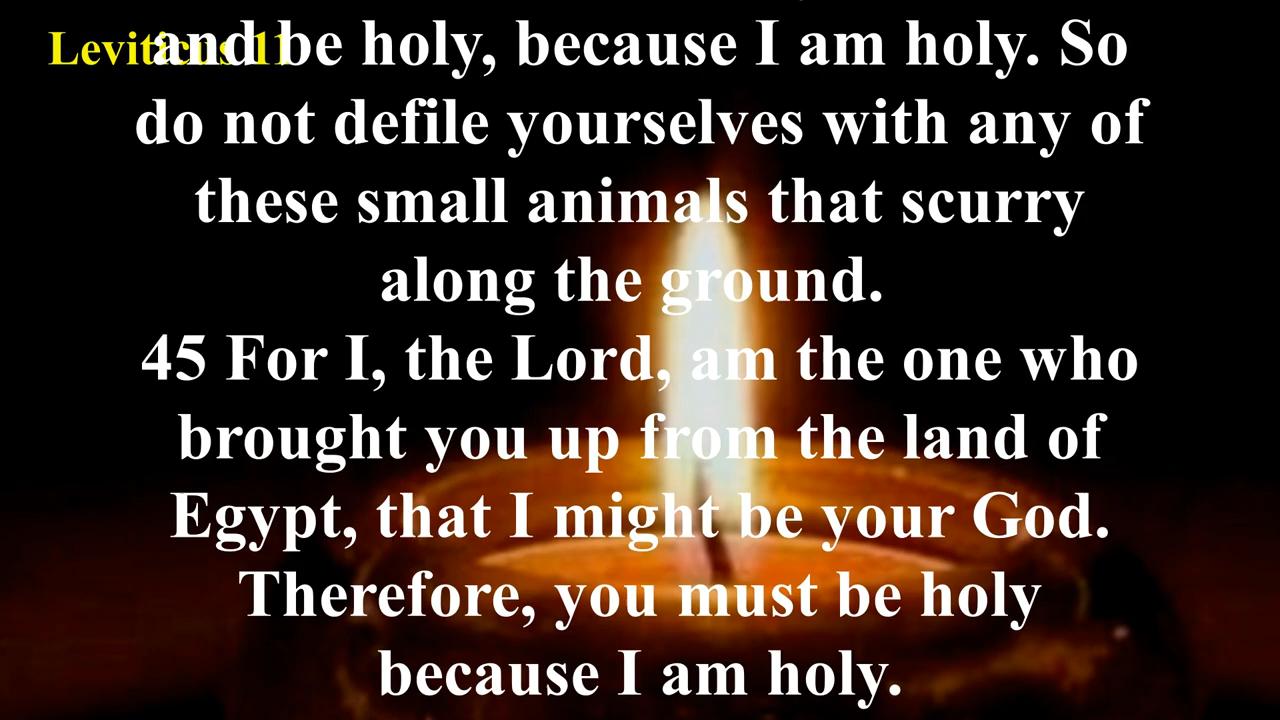 Leviticus 11
and be holy, because I am holy. So
do not defile yourselves with any of
these small animals that scurry
along the ground.
45 For I, the Lord, am the one who
brought you up from the land of
Egypt, that I might be your God.
Therefore, you must be holy
because I am holy.